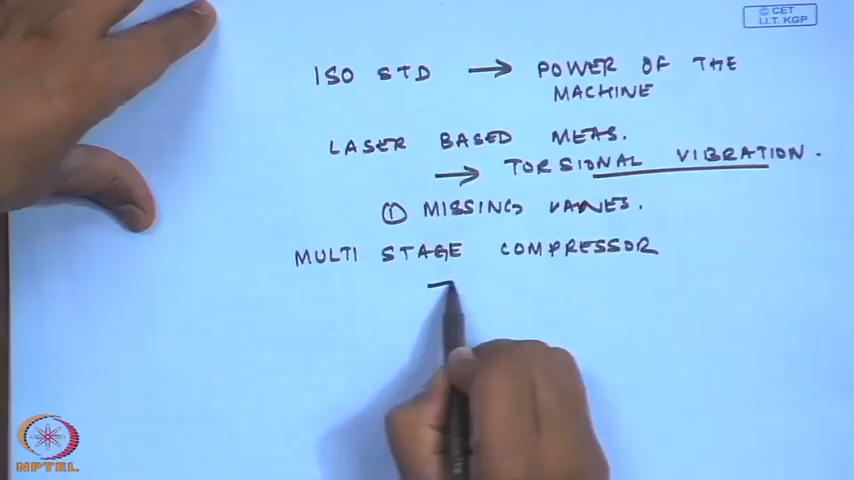 © CET
I.I.T. KGP
ISO STD → POWER OF THE
MACHINE
LASER BASED MEAS.
→ TORSIONAL VIBRATION.
① MISSING VANES.
MULTI STAGE COMPRESSOR
NPTEL